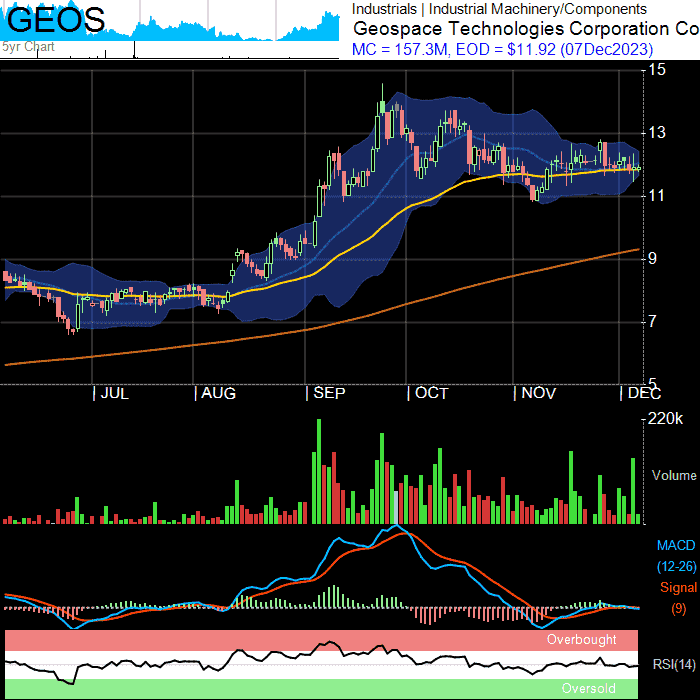 GEOS
5yr Chart
Industrials | Industrial Machinery/Components
Geospace Technologies Corporation Co
MC = 157.3M, EOD = $11.92 (07Dec2023)
15
13
11
9
7
5
| JUL
| AUG
| SEP
| OCT
| NOV
| DEC
220k
Volume
MACD
(12-26)
Signal
(9)
Overbought
RSI(14)
Oversold